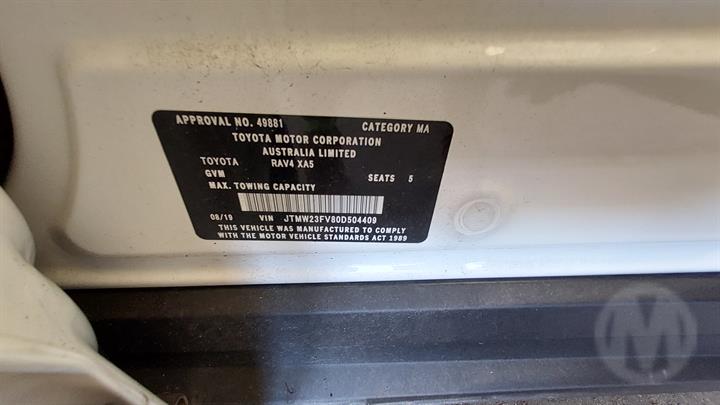 APPROVAL NO. 49881 CATEGORY MA
TOYOTA MOTOR CORPORATION
AUSTRALIA LIMITED
TOYOTA RAV4 XA5
GVM SEATS 5
MAX. TOWING CAPACITY
08/19 VIN JTMW23FV80D504409
THIS VEHICLE WAS MANUFACTURED TO COMPLY
WITH THE MOTOR VEHICLE STANDARDS ACT 1989
M